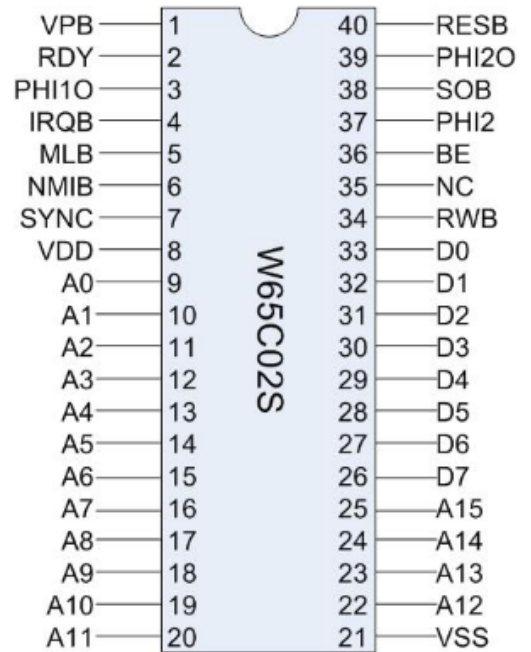 VPB 1 40 RESB
RDY 2 39 PHI2O
PHI1O 3 38 SOB
IRQB 4 37 PHI2
MLB 5 36 BE
NMIB 6 35 NC
SYNC 7 34 RWB
VDD 8 33 D0
A0 9 32 D1
A1 10 31 D2
A2 11 30 D3
A3 12 29 D4
A4 13 28 D5
A5 14 27 D6
A6 15 26 D7
A7 16 25 A15
A8 17 24 A14
A9 18 23 A13
A10 19 22 A12
A11 20 21 VSS
W65C02S